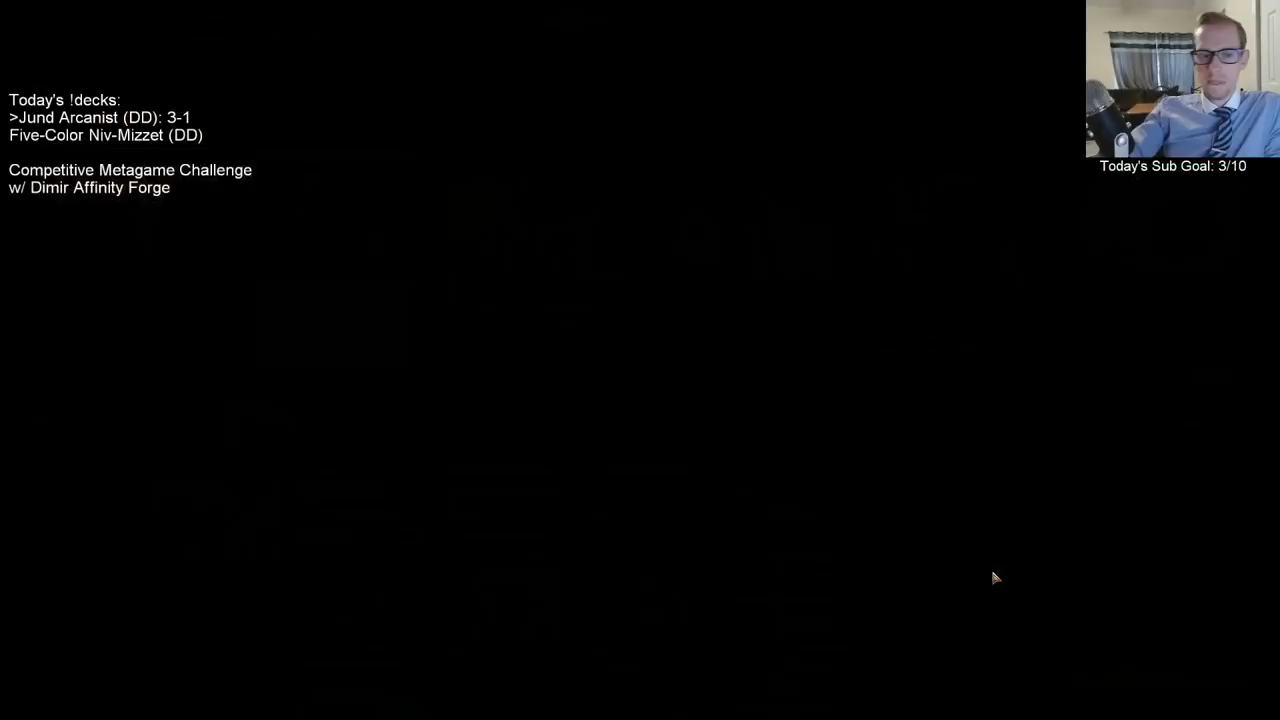 Today's !decks:
>Jund Arcanist (DD): 3-1
Five-Color Niv-Mizzet (DD)
Competitive Metagame Challenge
w/ Dimir Affinity Forge
Today's Sub Goal: 3/10